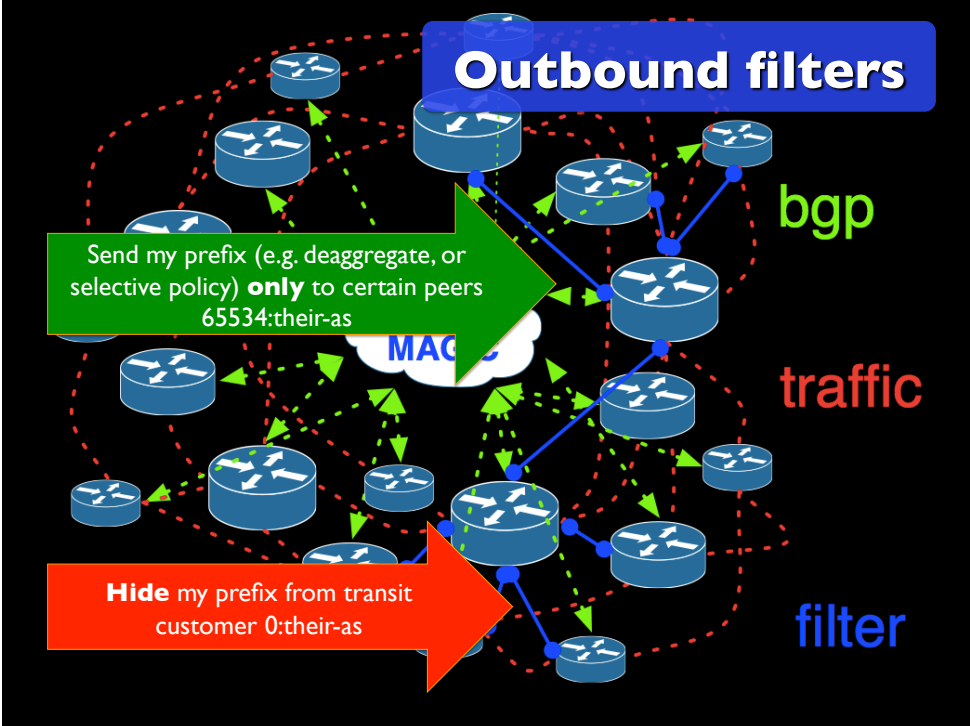 Outbound filters
bgp
Send my prefix (e.g. deaggregate, or
selective policy) only to certain peers
65534:their-as
traffic
Hide my prefix from transit
customer 0:their-as
filter